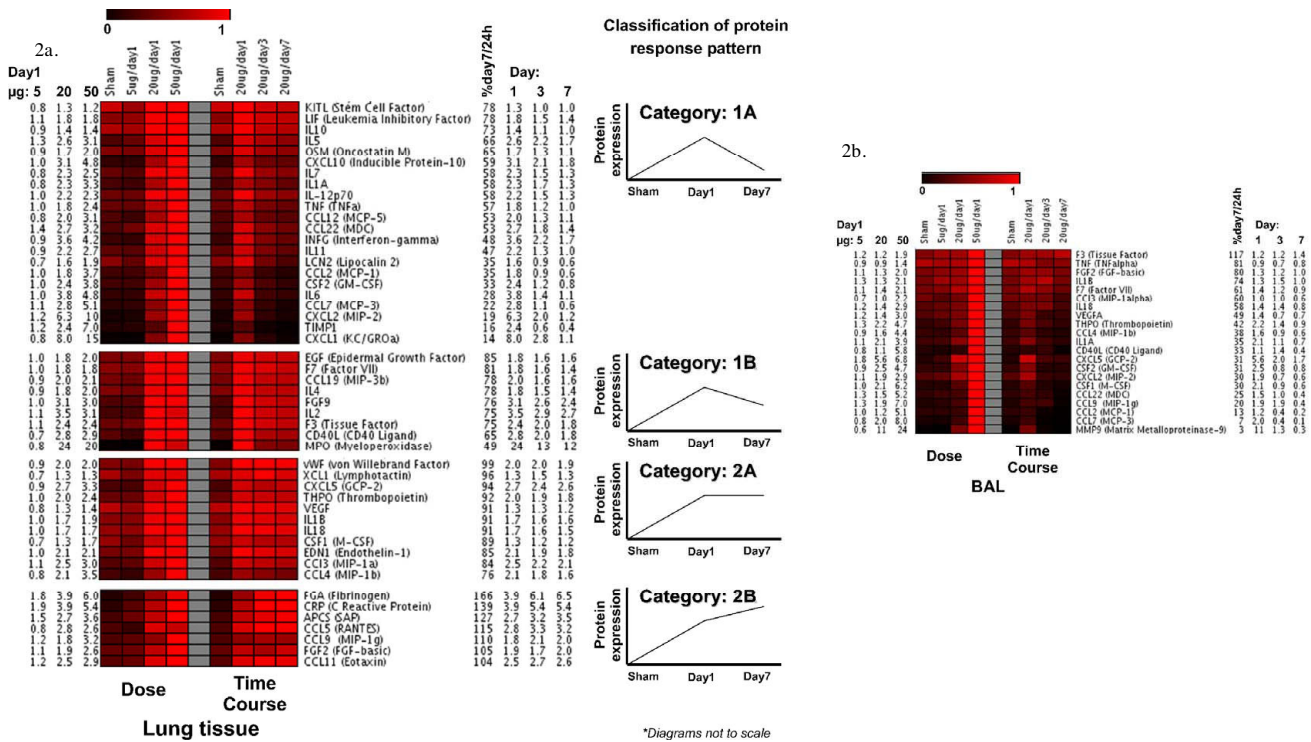 0 1
2a.
Sham
5ug/day1
20ug/day1
50ug/day1
Sham
20ug/day1
20ug/day3
20ug/day7
%day7/24h
Day1 Day:
µg: 5 20 50 1 3 7
0.8 1.3 1.2 KITL (Stem Cell Factor) 78 1.3 1.0 1.0
1.1 1.8 1.8 LIF (Leukemia Inhibitory Factor) 78 1.8 1.5 1.4
0.9 1.4 1.4 IL10 73 1.4 1.1 1.0
1.3 2.6 3.1 IL5 66 2.6 2.2 1.7
0.9 1.7 2.0 OSM (Oncostatin M) 65 1.7 1.3 1.1
1.0 3.1 4.8 CXCL10 (Inducible Protein-10) 59 3.1 2.1 1.8
0.8 2.3 2.5 IL7 58 2.3 1.5 1.3
0.8 2.3 3.3 IL1A 58 2.3 1.7 1.3
1.0 2.2 2.3 IL-12p70 58 2.2 1.5 1.3
1.0 1.8 2.4 TNF (TNFa) 57 1.8 1.2 1.0
0.8 2.0 3.1 CCL12 (MCP-5) 53 2.0 1.3 1.1
1.4 2.7 3.2 CCL22 (MDC) 53 2.7 1.8 1.4
0.9 3.6 4.2 INFG (Interferon-gamma) 48 3.6 2.2 1.7
0.9 2.2 2.7 IL11 47 2.2 1.3 1.0
0.7 1.6 1.9 LCN2 (Lipocalin 2) 35 1.6 0.9 0.6
1.0 1.8 3.7 CCL2 (MCP-1) 35 1.8 0.9 0.6
1.0 2.4 3.8 CSF2 (GM-CSF) 33 2.4 1.2 0.8
1.0 3.8 4.8 IL6 28 3.8 1.4 1.1
1.1 2.8 5.1 CCL7 (MCP-3) 22 2.8 1.1 0.6
1.2 6.3 10 CXCL2 (MIP-2) 19 6.3 2.0 1.2
1.2 2.4 7.0 TIMP1 16 2.4 0.6 0.4
0.8 8.0 15 CXCL1 (KC/GROa) 14 8.0 2.8 1.1
1.0 1.8 2.0 EGF (Epidermal Growth Factor) 85 1.8 1.6 1.6
1.0 1.8 1.8 F7 (Factor VII) 81 1.8 1.6 1.4
0.9 2.0 2.1 CCL19 (MIP-3b) 78 2.0 1.6 1.6
0.9 1.8 2.0 IL4 78 1.8 1.5 1.4
1.0 3.1 3.0 FGF9 76 3.1 2.6 2.4
1.1 3.5 3.1 IL2 75 3.5 2.9 2.7
1.1 2.4 2.4 F3 (Tissue Factor) 75 2.4 2.0 1.8
0.7 2.8 2.9 CD40L (CD40 Ligand) 65 2.8 2.0 1.8
0.8 24 20 MPO (Myeloperoxidase) 49 24 13 12
0.9 2.0 2.0 vWF (von Willebrand Factor) 99 2.0 2.0 1.9
0.7 1.3 1.3 XCL1 (Lymphotactin) 96 1.3 1.5 1.3
0.9 2.7 3.3 CXCL5 (GCP-2) 94 2.7 2.4 2.6
1.0 2.0 2.4 THPO (Thrombopoietin) 92 2.0 1.9 1.8
0.8 1.3 1.4 VEGF 91 1.3 1.3 1.2
1.0 1.7 1.9 IL1B 91 1.7 1.6 1.6
1.0 1.7 1.7 IL18 91 1.7 1.6 1.5
0.7 1.3 1.7 CSF1 (M-CSF) 89 1.3 1.2 1.2
1.0 2.1 2.1 EDN1 (Endothelin-1) 85 2.1 1.9 1.8
1.1 2.5 3.0 CCl3 (MIP-1a) 84 2.5 2.2 2.1
0.8 2.1 3.5 CCL4 (MIP-1b) 76 2.1 1.8 1.6
1.8 3.9 6.0 FGA (Fibrinogen) 166 3.9 6.1 6.5
1.9 3.9 5.4 CRP (C Reactive Protein) 139 3.9 5.4 5.4
1.5 2.7 3.6 APCS (SAP) 127 2.7 3.2 3.5
0.8 2.8 2.6 CCL5 (RANTES) 115 2.8 3.3 3.2
1.2 1.8 3.2 CCL9 (MIP-1g) 110 1.8 2.1 2.0
1.1 1.9 2.6 FGF2 (FGF-basic) 105 1.9 1.7 2.0
1.2 2.5 2.9 CCL11 (Eotaxin) 104 2.5 2.7 2.6
Dose Time
Course
Lung tissue
Classification of protein
response pattern
Category: 1A
Protein
expression
Sham Day1 Day7
Category: 1B
Protein
expression
Sham Day1 Day7
Category: 2A
Protein
expression
Sham Day1 Day7
Category: 2B
Protein
expression
Sham Day1 Day7
*Diagrams not to scale
2b.
0 1
Sham
5ug/day1
20ug/day1
50ug/day1
Sham
20ug/day1
20ug/day3
20ug/day7
%day7/24h
Day1 Day:
µg: 5 20 50 1 3 7
1.2 1.2 1.9 F3 (Tissue Factor) 117 1.2 1.2 1.4
0.9 0.9 1.4 TNF (TNFalpha) 81 0.9 0.7 0.8
1.1 1.3 2.0 FGF2 (FGF-basic) 80 1.3 1.2 1.0
1.3 1.3 2.1 IL1B 74 1.3 1.5 1.0
1.1 1.4 2.1 F7 (Factor VII) 61 1.4 1.2 0.9
0.7 1.0 2.2 CCl3 (MIP-1alpha) 60 1.0 1.0 0.6
1.2 1.4 2.2 IL18 58 1.4 1.4 0.8
1.2 1.4 3.0 VEGFA 49 1.4 0.7 0.7
1.3 2.2 4.7 THPO (Thrombopoietin) 42 2.2 1.4 0.9
0.9 1.6 4.4 CCL4 (MIP-1b) 38 1.6 0.9 0.6
1.1 2.1 3.9 IL1A 35 2.1 1.1 0.7
0.8 1.1 5.8 CD40L (CD40 Ligand) 33 1.1 1.4 0.4
1.8 5.6 6.8 CXCL5 (GCP-2) 31 5.6 2.0 1.7
0.9 2.5 4.7 CSF2 (GM-CSF) 31 2.5 0.8 0.8
1.1 1.9 2.9 CXCL2 (MIP-2) 30 1.9 0.7 0.6
1.0 2.1 6.2 CSF1 (M-CSF) 30 2.1 0.9 0.6
1.3 1.5 5.2 CCL22 (MDC) 25 1.5 1.0 0.4
1.3 1.9 7.0 CCL9 (MIP-1g) 20 1.9 1.9 0.4
1.0 1.2 5.1 CCL2 (MCP-1) 13 1.2 0.4 0.2
0.8 2.0 8.0 CCL7 (MCP-3) 7 2.0 0.4 0.1
0.6 11 24 MMP9 (Matrix Metalloproteinase-9) 3 11 1.3 0.3
Dose Time
Course
BAL